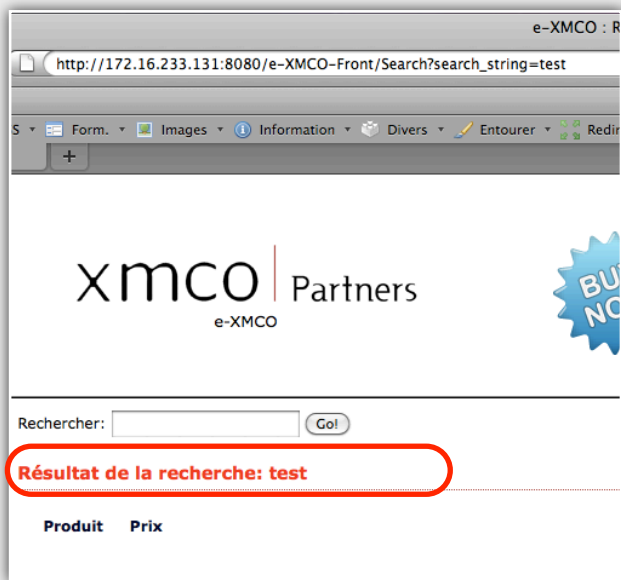 e-XMCO : R
http://172.16.233.131:8080/e-XMCO-Front/Search?search_string=test
S Form. Images Information Divers Entourer Redir
+
xmco Partners
e-XMCO
BU
NO
Rechercher: Go!
Résultat de la recherche: test
Produit Prix